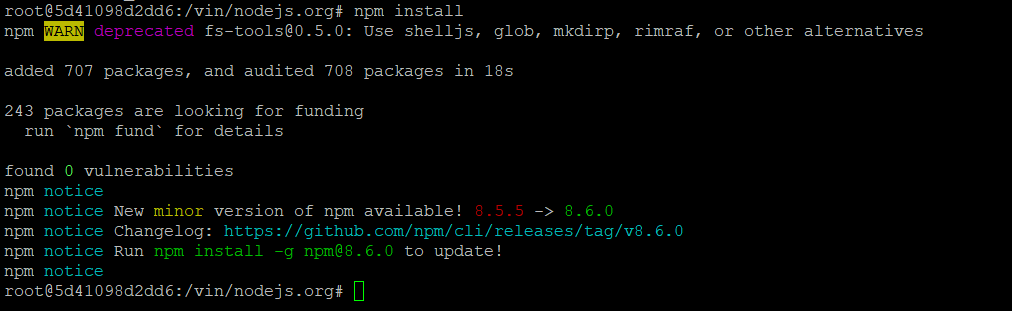 root@5d41098d2dd6:/vin/nodejs.org# npm install
npm WARN deprecated fs-tools@0.5.0: Use shelljs, glob, mkdirp, rimraf, or other alternatives
added 707 packages, and audited 708 packages in 18s
243 packages are looking for funding
  run `npm fund` for details
found 0 vulnerabilities
npm notice
npm notice New minor version of npm available! 8.5.5 -> 8.6.0
npm notice Changelog: https://github.com/npm/cli/releases/tag/v8.6.0
npm notice Run npm install -g npm@8.6.0 to update!
npm notice
root@5d41098d2dd6:/vin/nodejs.org#